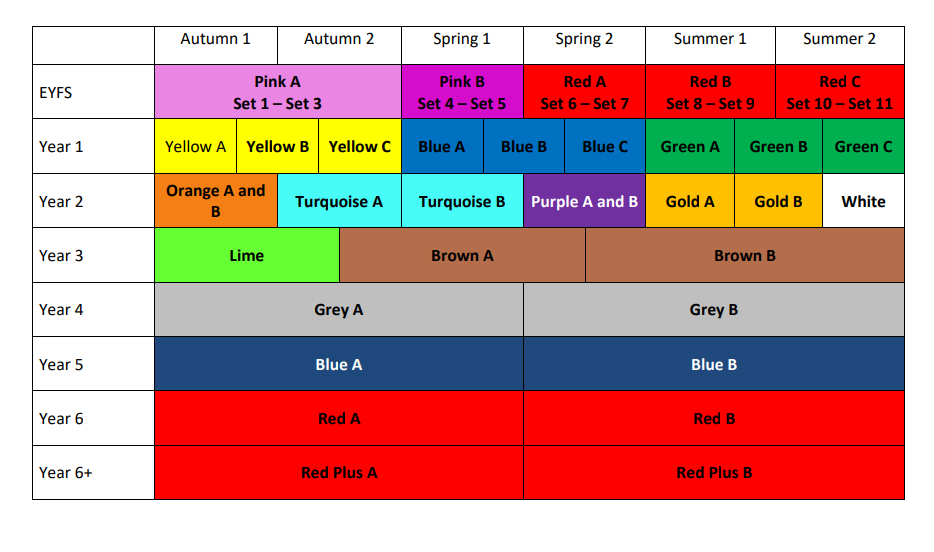 Autumn 1 Autumn 2 Spring 1 Spring 2 Summer 1 Summer 2
EYFS
Pink A
Set 1 – Set 3
Pink B
Set 4 – Set 5
Red A
Set 6 – Set 7
Red B
Set 8 – Set 9
Red C
Set 10 – Set 11
Year 1 Yellow A Yellow B Yellow C Blue A Blue B Blue C Green A Green B Green C
Year 2
Orange A and
B
Turquoise A Turquoise B Purple A and B Gold A Gold B White
Year 3 Lime Brown A Brown B
Year 4 Grey A Grey B
Year 5 Blue A Blue B
Year 6 Red A Red B
Year 6+ Red Plus A Red Plus B